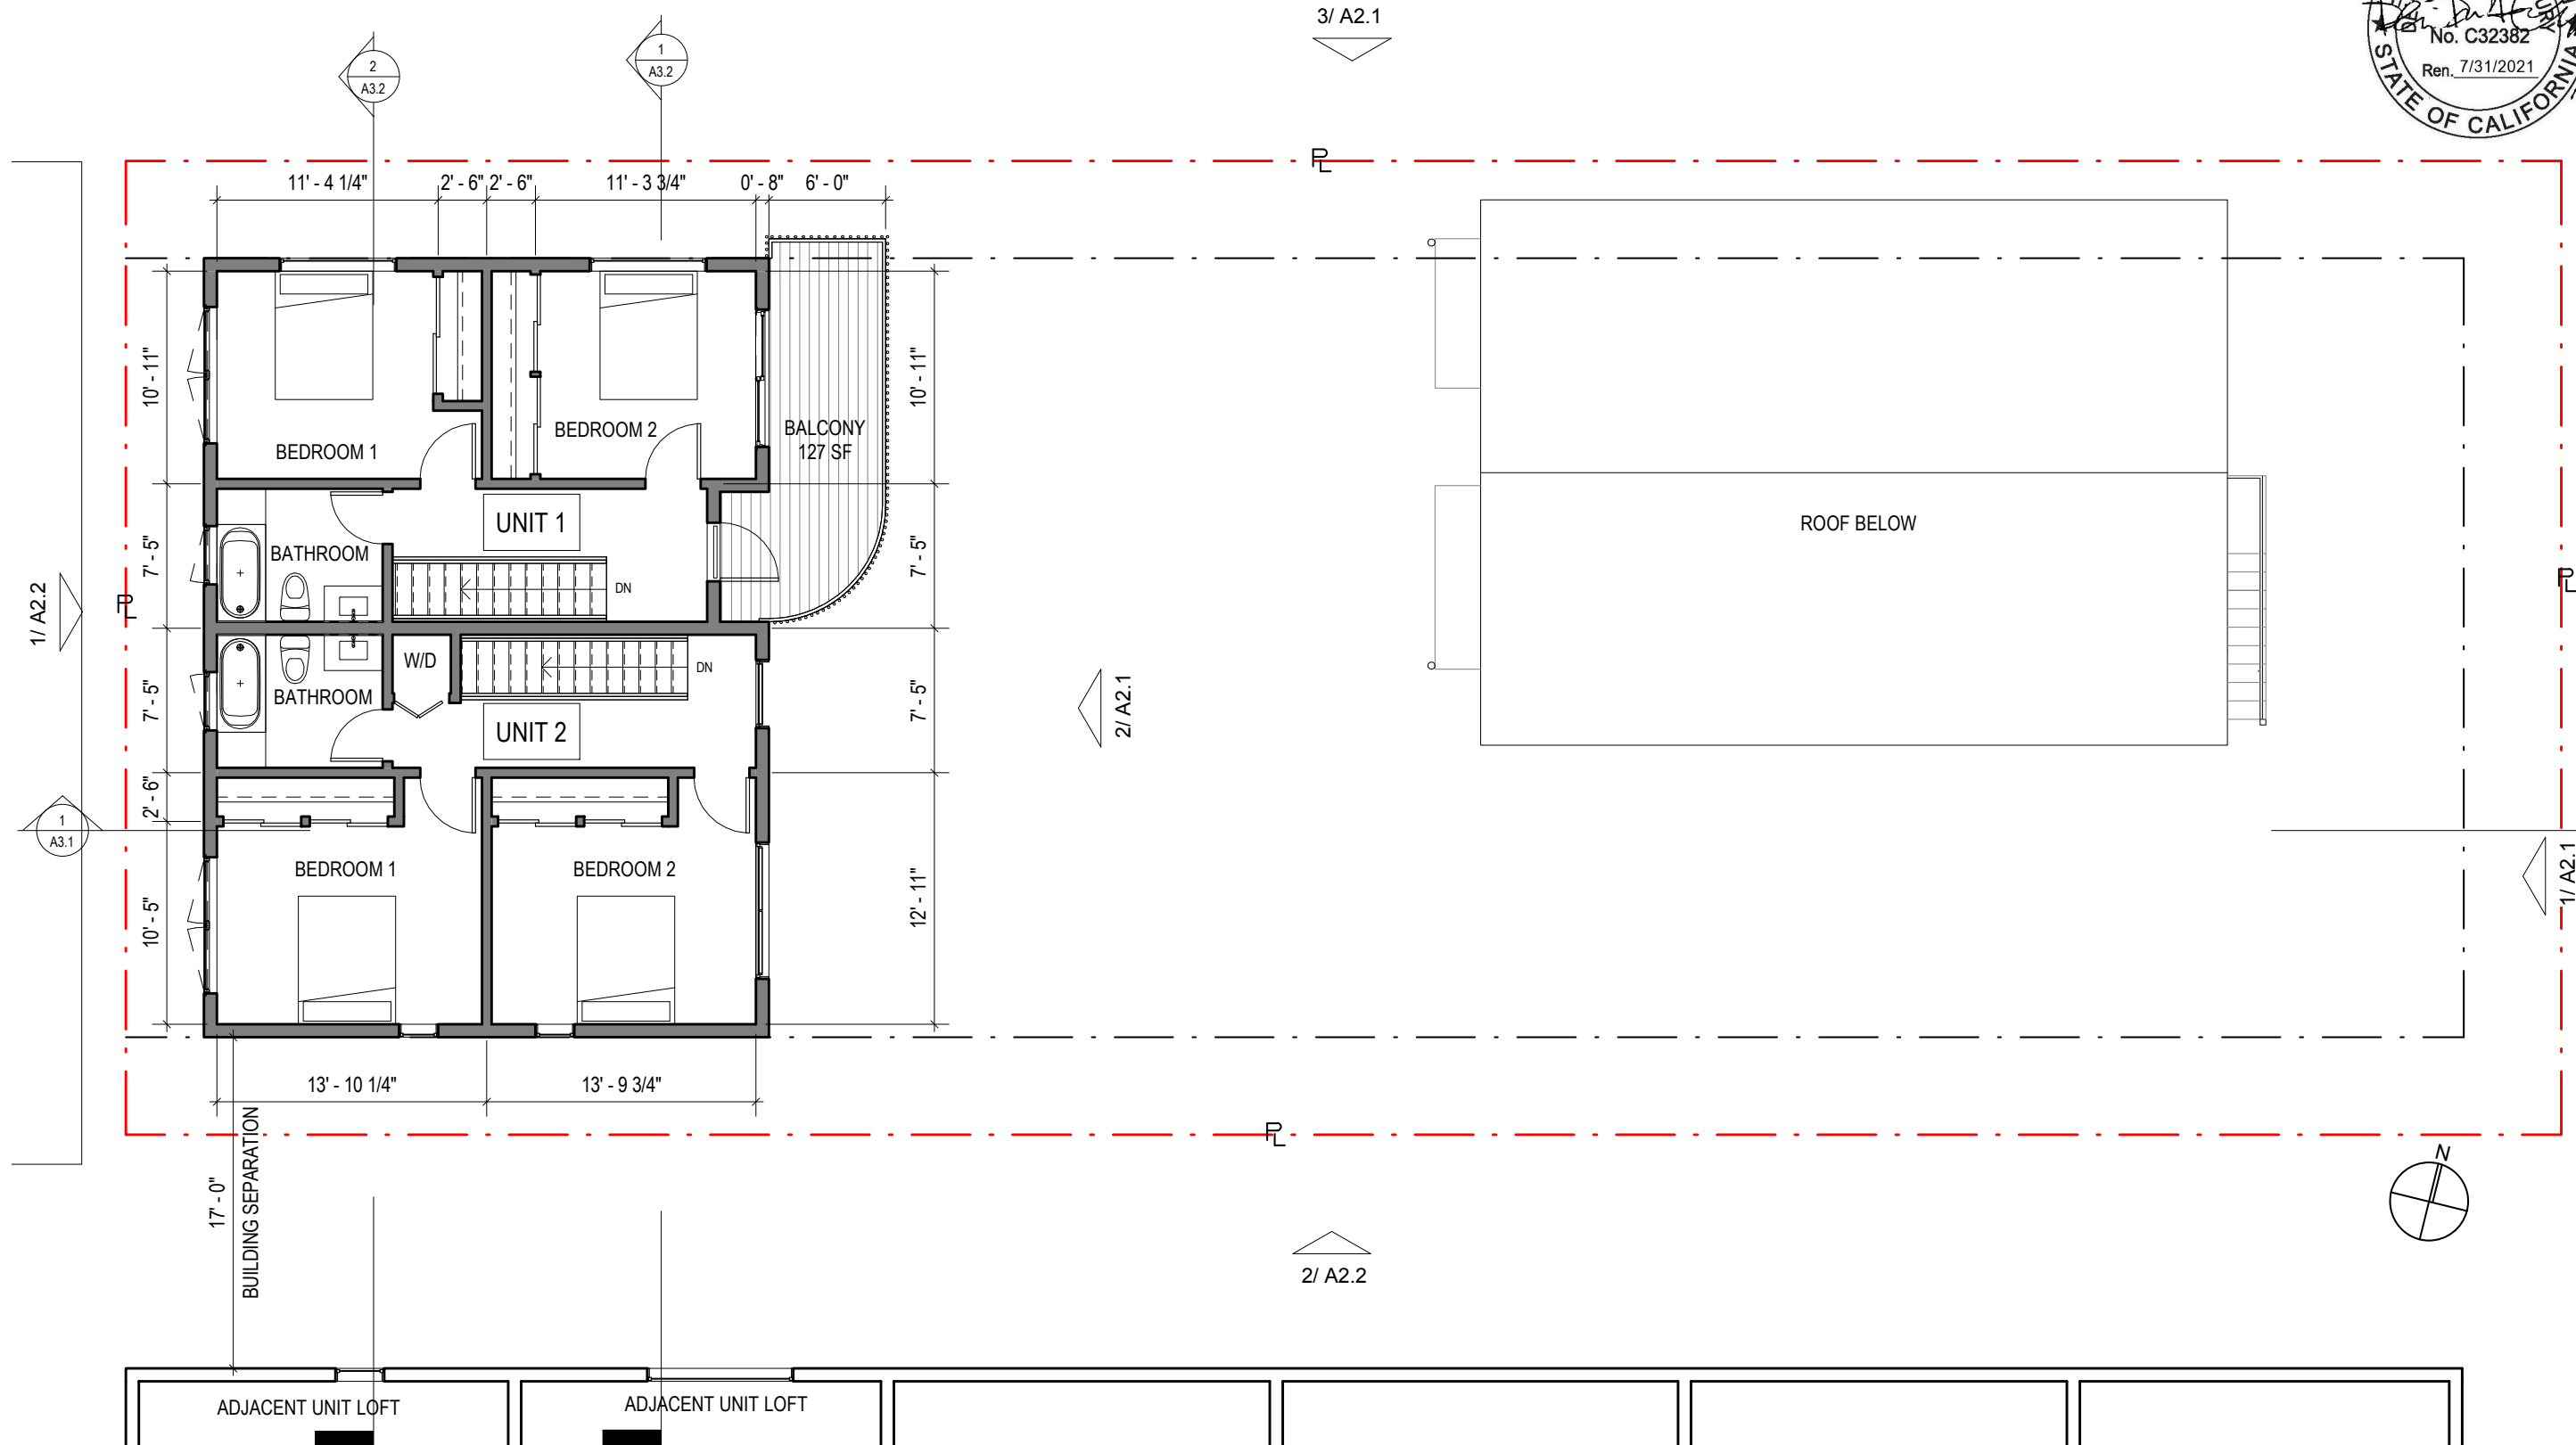 3/ A2.1
No. C32382
Ren. 7/31/2021
STATE OF CALIFORNIA
2
A3.2
1
A3.2
PL
11' - 4 1/4"
2' - 6"
2' - 6"
11' - 3 3/4"
0' - 8"
6' - 0"
10' - 11"
10' - 11"
BEDROOM 1
BEDROOM 2
BALCONY
127 SF
UNIT 1
ROOF BELOW
7' - 5"
BATHROOM
DN
7' - 5"
1/ A2.2
PL
PL
W/D
DN
BATHROOM
7' - 5"
7' - 5"
UNIT 2
2/ A2.1
2' - 6"
1
A3.1
BEDROOM 1
BEDROOM 2
10' - 5"
12' - 11"
1/ A2.1
13' - 10 1/4"
13' - 9 3/4"
PL
17' - 0"
BUILDING SEPARATION
N
2/ A2.2
ADJACENT UNIT LOFT
ADJACENT UNIT LOFT